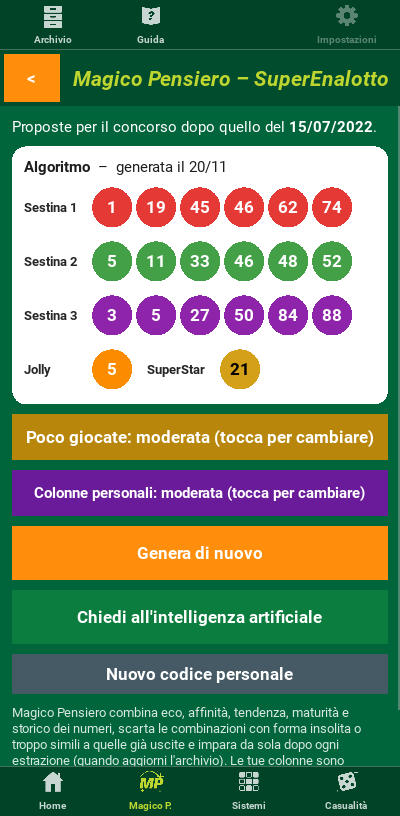 Archivio
Guida
Impostazioni
<
Magico Pensiero – SuperEnalotto
Proposte per il concorso dopo quello del 15/07/2022.
Algoritmo – generata il 20/11
Sestina 1 1 19 45 46 62 74
Sestina 2 5 11 33 46 48 52
Sestina 3 3 5 27 50 84 88
Jolly 5 SuperStar 21
Poco giocate: moderata (tocca per cambiare)
Colonne personali: moderata (tocca per cambiare)
Genera di nuovo
Chiedi all'intelligenza artificiale
Nuovo codice personale
Magico Pensiero combina eco, affinità, tendenza, maturità e
storico dei numeri, scarta le combinazioni con forma insolita o
troppo simili a quelle già uscite e impara da sola dopo ogni
estrazione (quando aggiorni l'archivio). Le tue colonne sono
MP
Home
Magico P.
Sistemi
Casualità